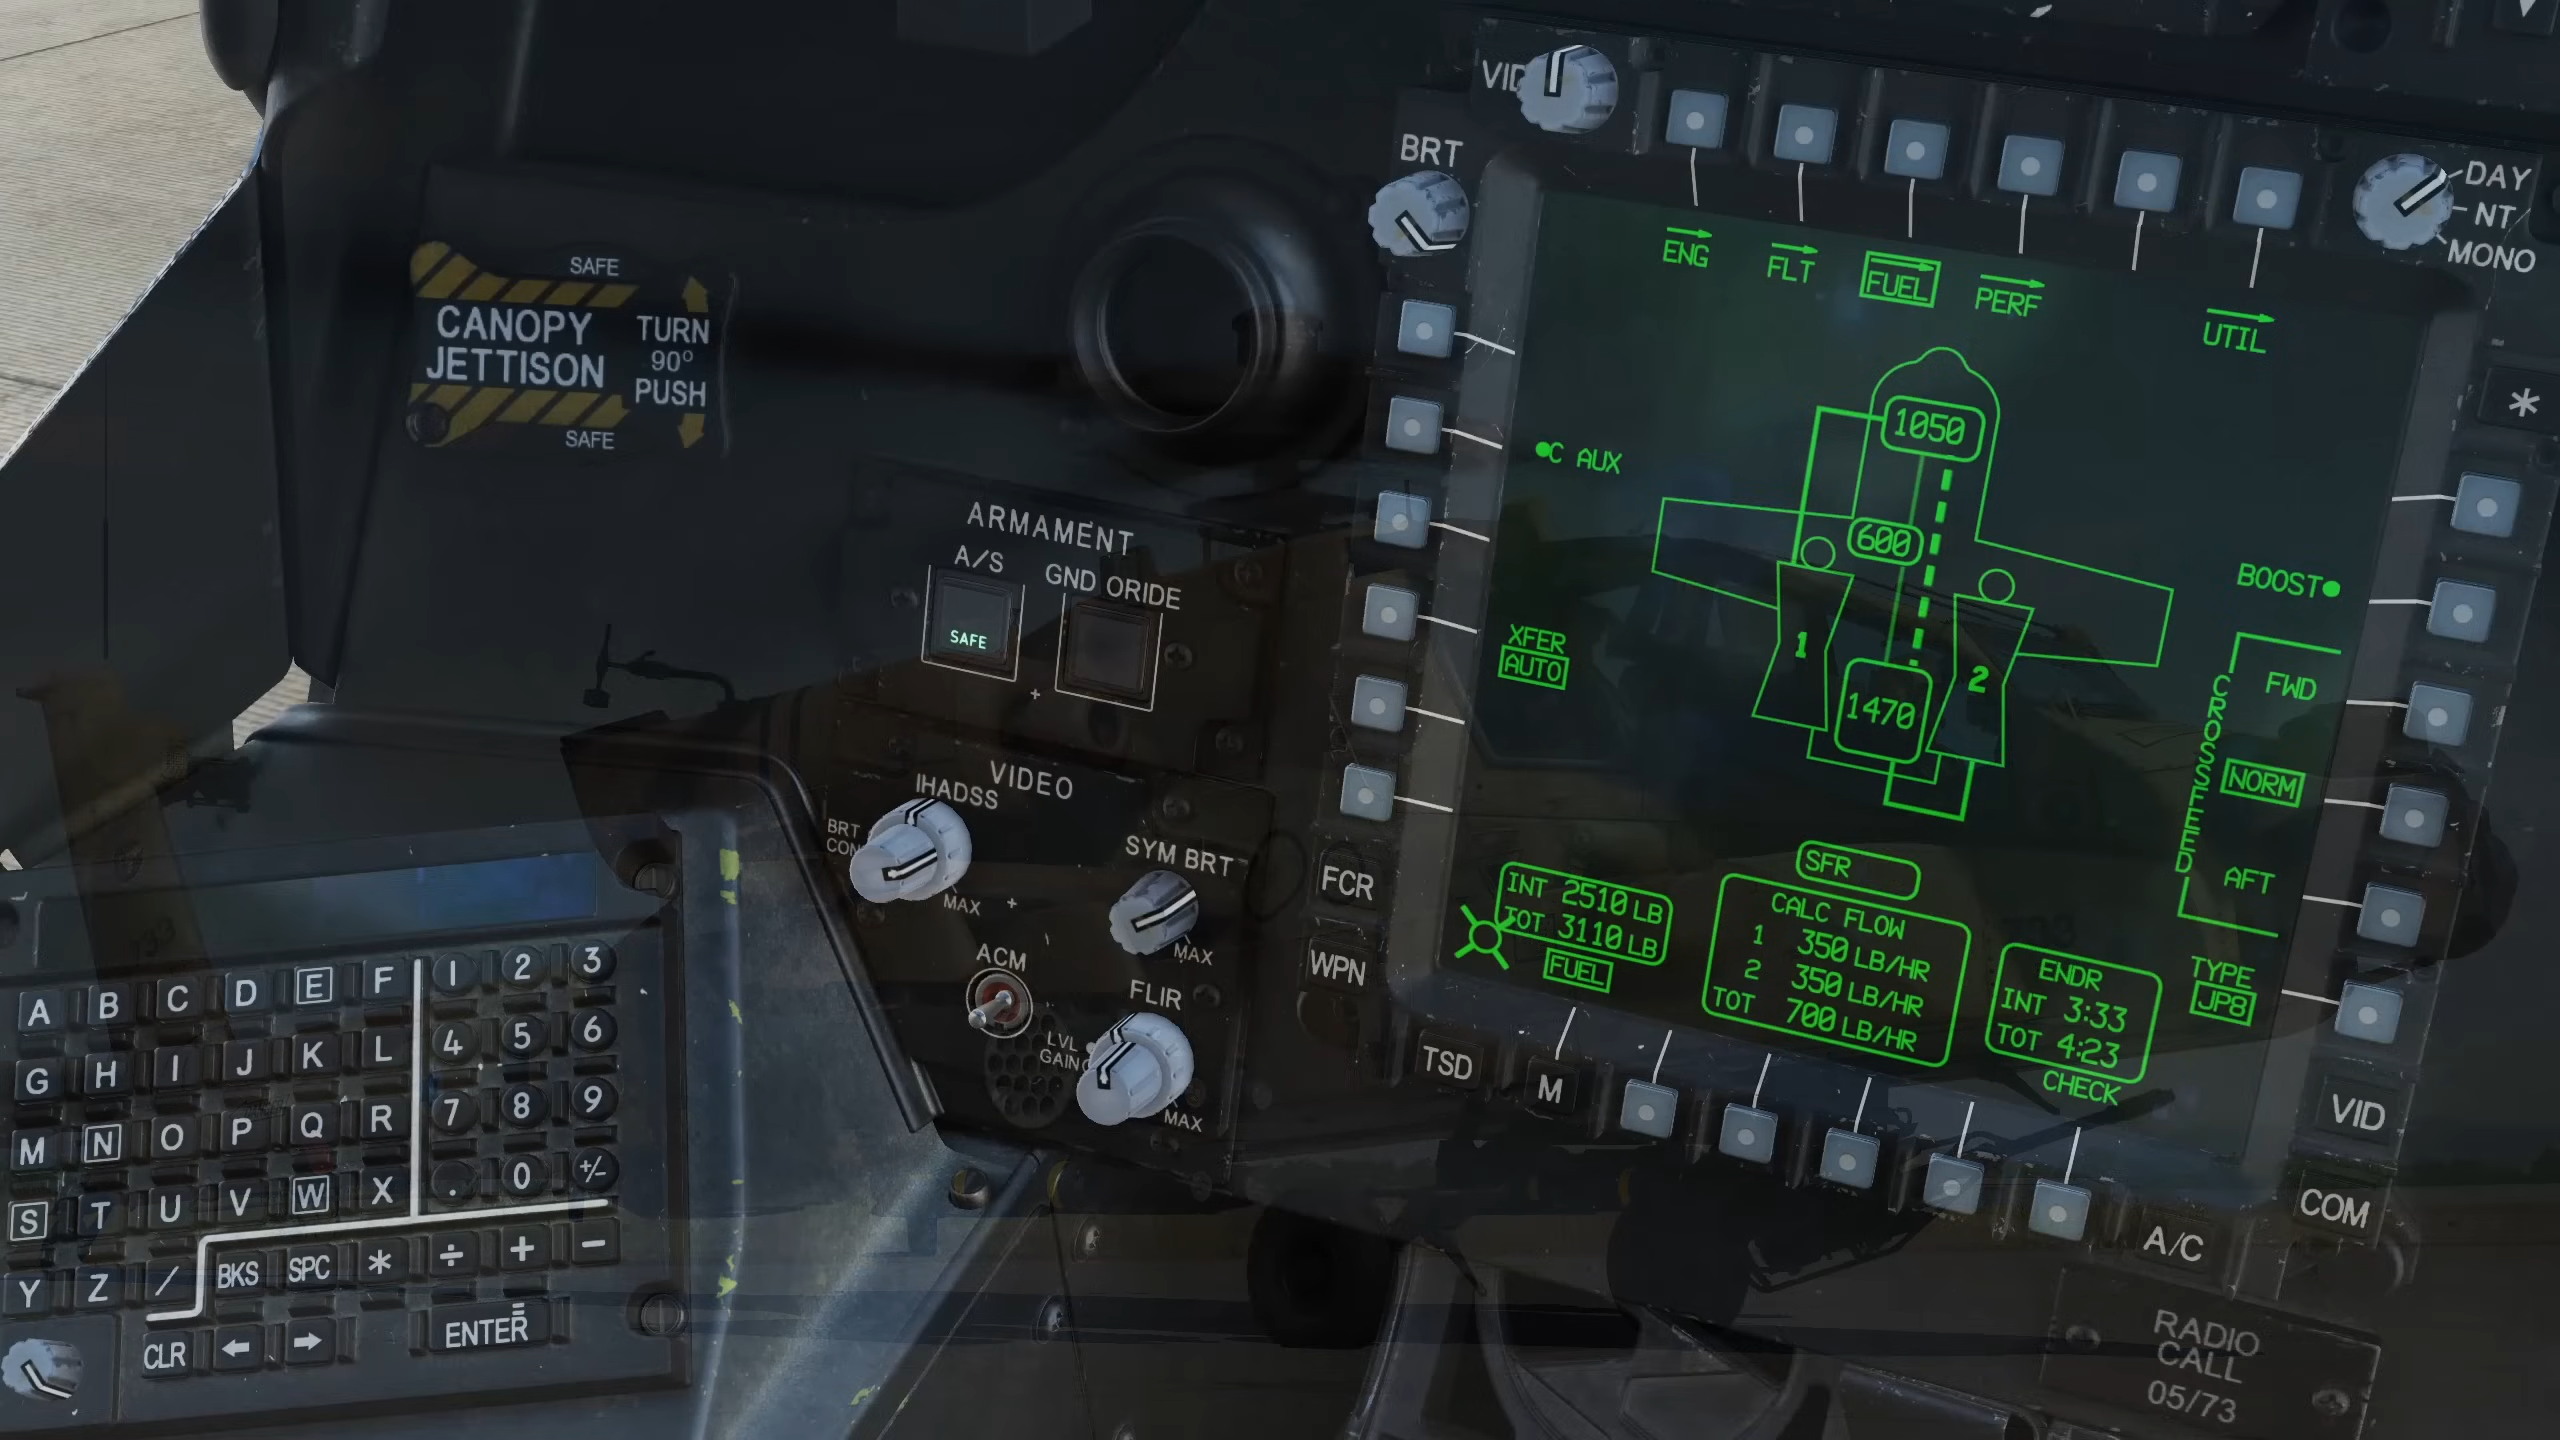 SAFE
CANOPY
JETTISON
TURN
90°
PUSH
SAFE
ARMAMENT
A/S
GND ORIDE
SAFE
VIDEO
IHADSS
BRT
MAX
SYM BRT
MAX
ACM
FLIR
LVL
GAIN
MAX
A B C D E F 1 2 3
G H I J K L 4 5 6
M N O P Q R 7 8 9
S T U V W X . 0 +/-
Y Z / BKS SPC * ÷ + −
CLR ← → ENTER
BRT
DAY
NT
MONO
*
ENG FLT FUEL PERF UTIL
1050
C AUX
600
BOOST
XFER
AUTO
1 2
1470
CROSSFEED
FWD
NORM
AFT
SFR
INT 2510 LB
TOT 3110 LB
FUEL
CALC FLOW
1 350 LB/HR
2 350 LB/HR
TOT 700 LB/HR
ENDR
INT 3:33
TOT 4:23
CHECK
TYPE
JP8
FCR
WPN
TSD
M
A/C
COM
VID
RADIO
CALL
05/73